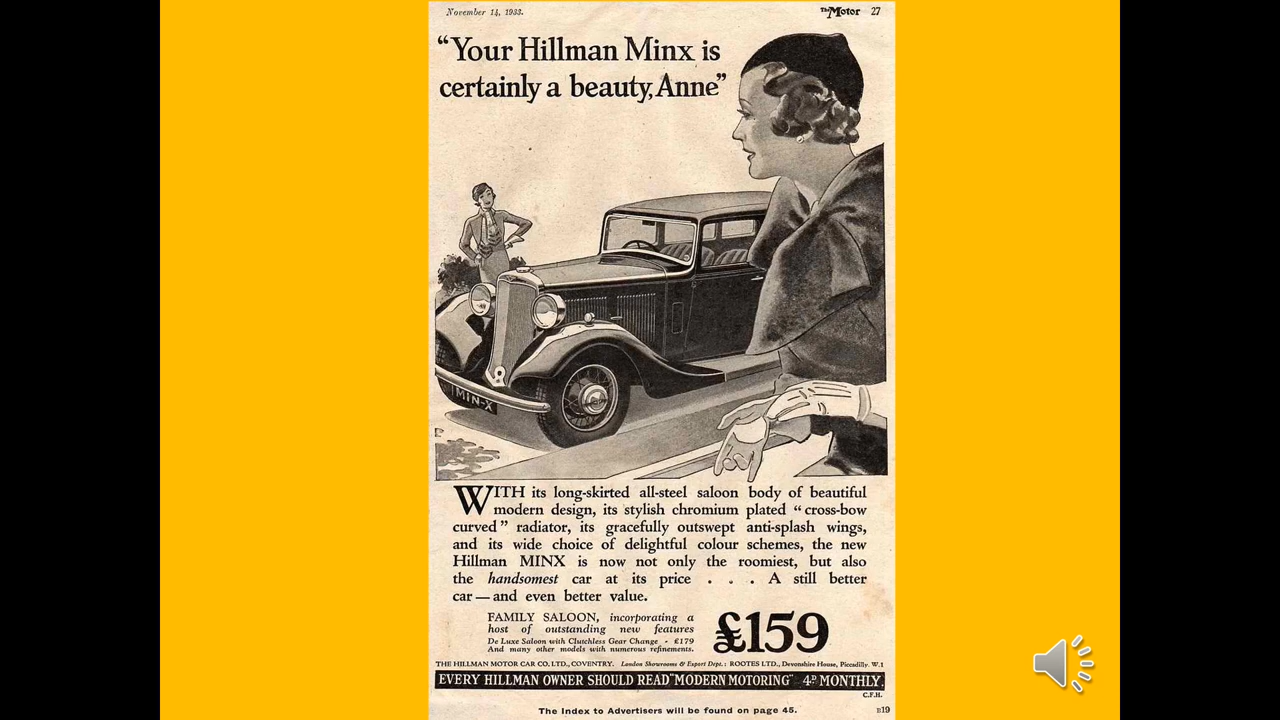 November 14, 1933.
The Motor 27
“Your Hillman Minx is
certainly a beauty, Anne”
MIN-X
WITH its long-skirted all-steel saloon body of beautiful
modern design, its stylish chromium plated “cross-bow
curved” radiator, its gracefully outswept anti-splash wings,
and its wide choice of delightful colour schemes, the new
Hillman MINX is now not only the roomiest, but also
the handsomest car at its price . . . A still better
car — and even better value.
FAMILY SALOON, incorporating a
host of outstanding new features
De Luxe Saloon with Clutchless Gear Change - £179
And many other models with numerous refinements.
£159
THE HILLMAN MOTOR CAR CO. LTD., COVENTRY. London Showrooms & Export Dept.: ROOTES LTD., Devonshire House, Piccadilly. W.1
EVERY HILLMAN OWNER SHOULD READ "MODERN MOTORING" 4D MONTHLY.
C.F.H.
The Index to Advertisers will be found on page 45.
B19